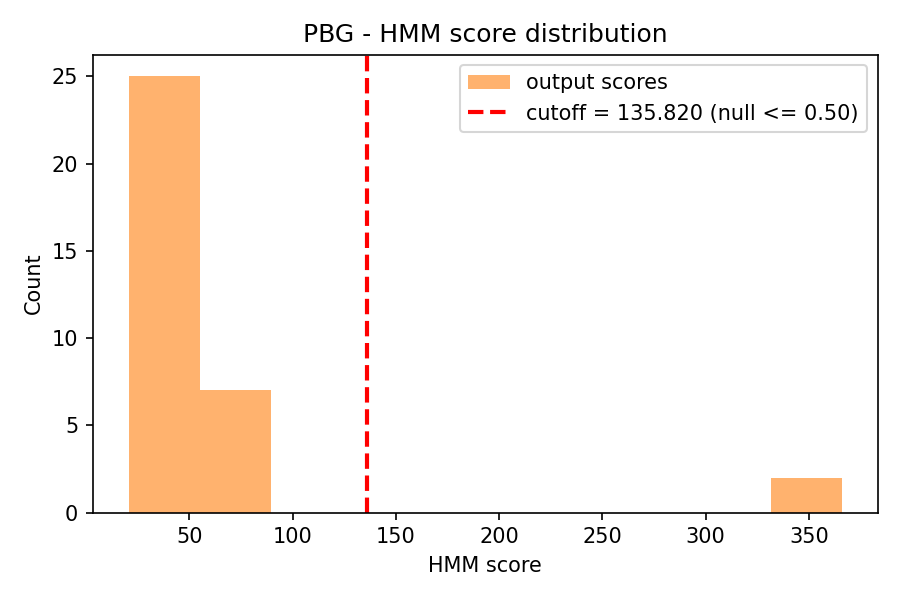 PBG - HMM score distribution
output scores
cutoff = 135.820 (null <= 0.50)
25
20
15
10
5
0
Count
50 100 150 200 250 300 350
HMM score